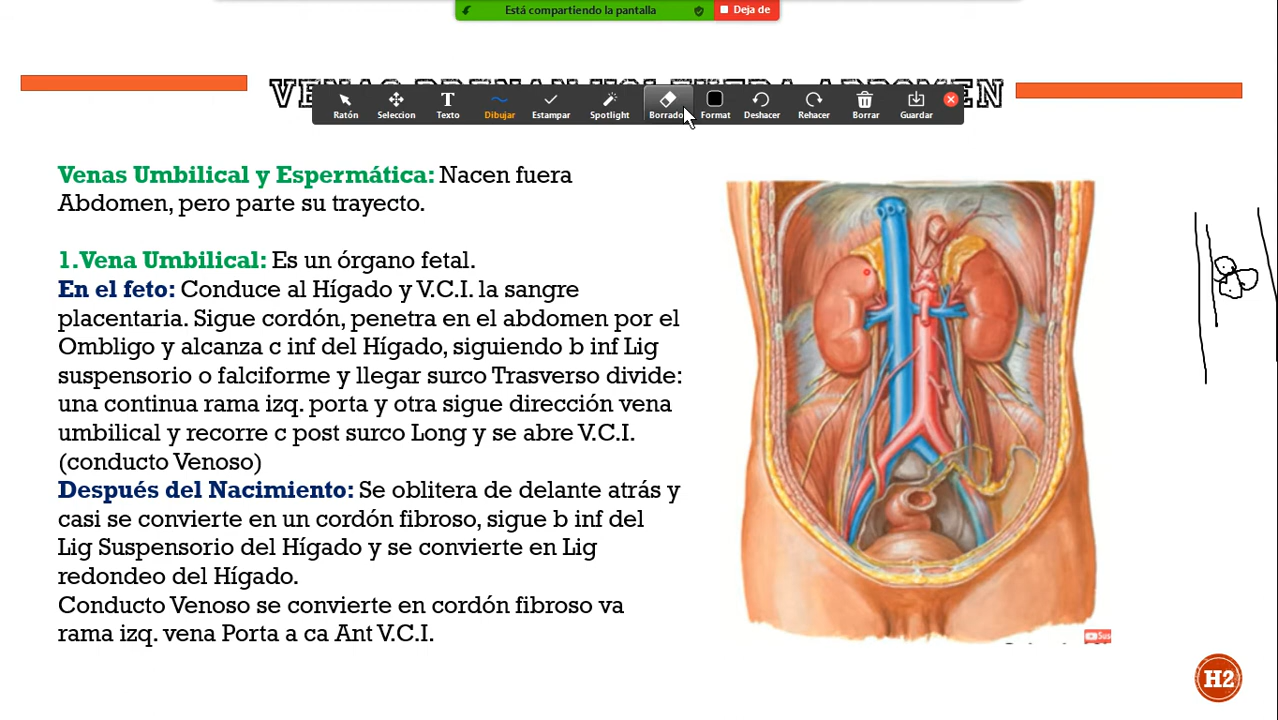 Está compartiendo la pantalla
Deja de
Ratón
Seleccion
Texto
Dibujar
Estampar
Spotlight
Borrado
Format
Deshacer
Rehacer
Borrar
Guardar
Venas Umbilical y Espermática: Nacen fuera
Abdomen, pero parte su trayecto.
1.Vena Umbilical: Es un órgano fetal.
En el feto: Conduce al Hígado y V.C.I. la sangre
placentaria. Sigue cordón, penetra en el abdomen por el
Ombligo y alcanza c inf del Hígado, siguiendo b inf Lig
suspensorio o falciforme y llegar surco Trasverso divide:
una continua rama izq. porta y otra sigue dirección vena
umbilical y recorre c post surco Long y se abre V.C.I.
(conducto Venoso)
Después del Nacimiento: Se oblitera de delante atrás y
casi se convierte en un cordón fibroso, sigue b inf del
Lig Suspensorio del Hígado y se convierte en Lig
redondeo del Hígado.
Conducto Venoso se convierte en cordón fibroso va
rama izq. vena Porta a ca Ant V.C.I.
Sus
H2